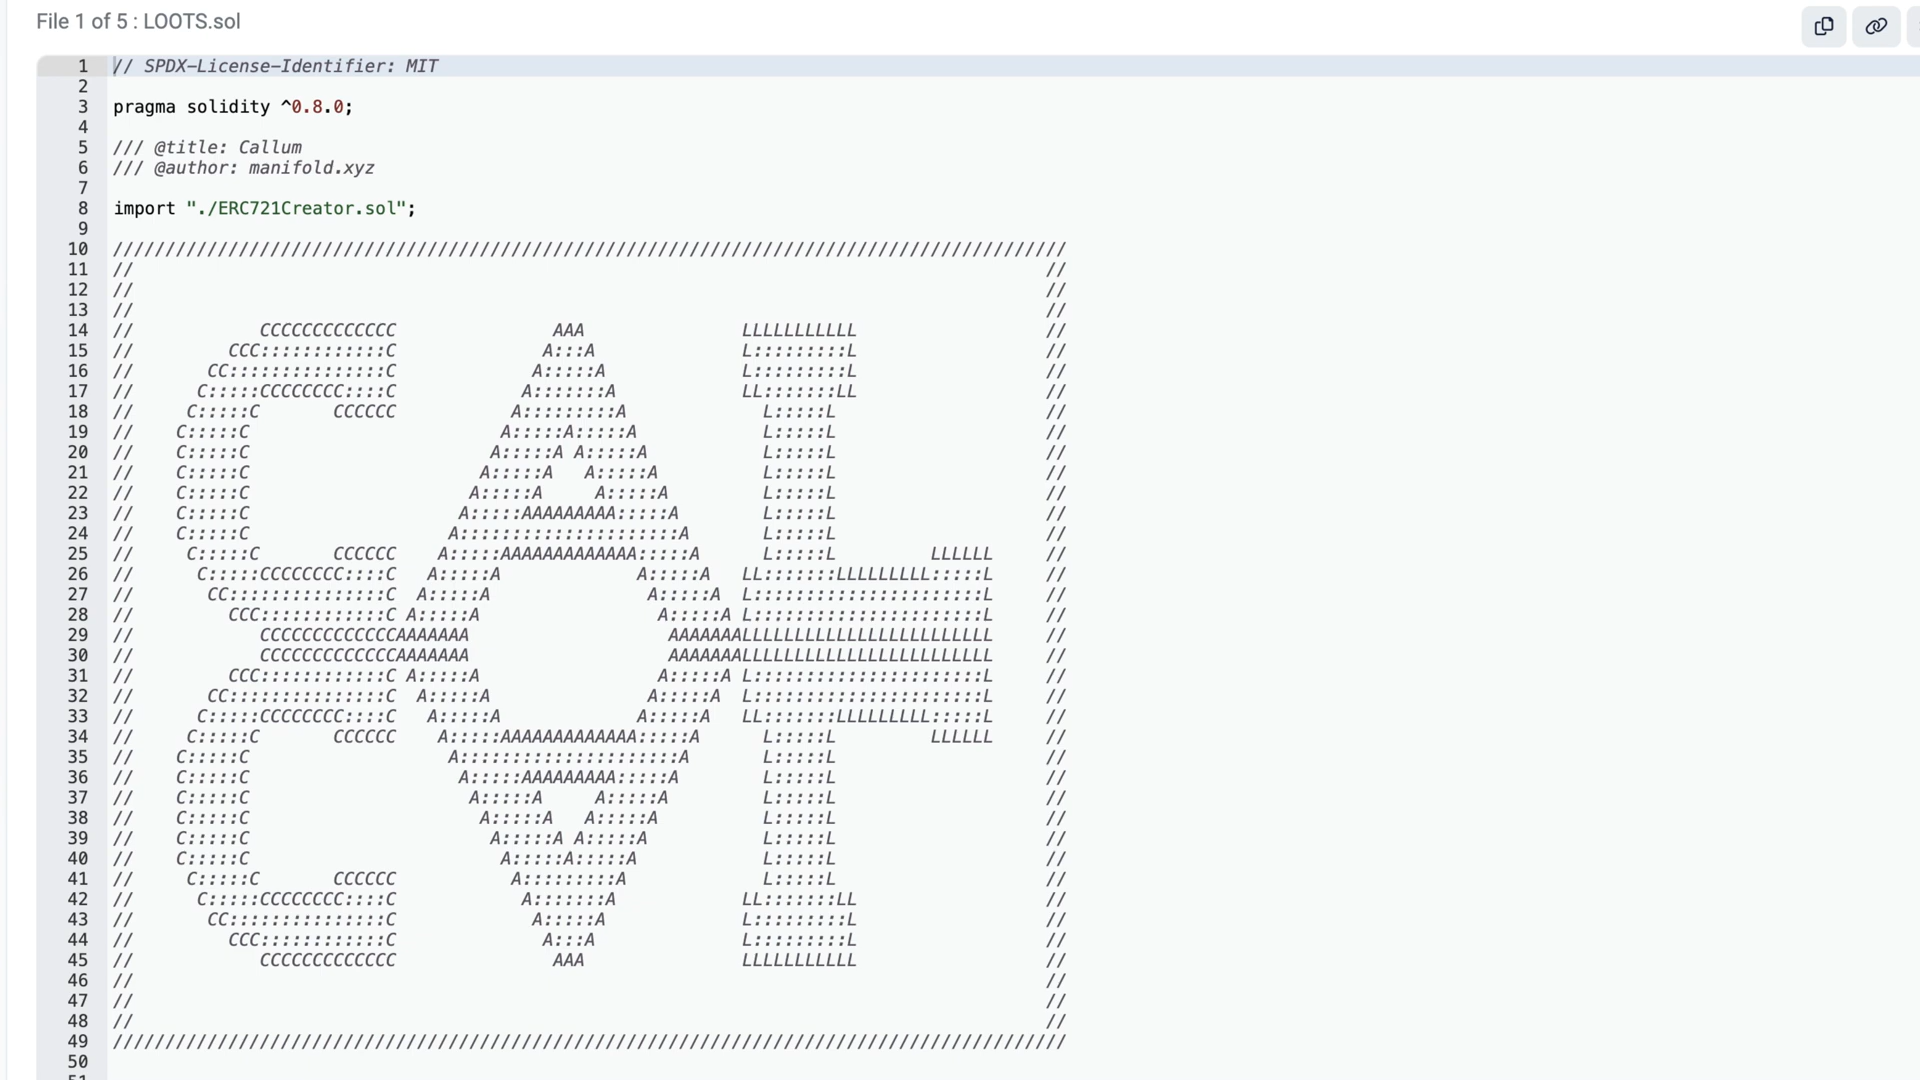 File 1 of 5 : LOOTS.sol
1 // SPDX-License-Identifier: MIT
2
3 pragma solidity ^0.8.0;
4
5 /// @title: Callum
6 /// @author: manifold.xyz
7
8 import "./ERC721Creator.sol";
9
10 ///////////////////////////////////////////////////////////////////////////////////////////
11 //                                                                                       //
12 //                                                                                       //
13 //                                                                                       //
14 //            CCCCCCCCCCCCC               AAA               LLLLLLLLLLL                  //
15 //         CCC::::::::::::C              A:::A              L:::::::::L                  //
16 //       CC:::::::::::::::C             A:::::A             L:::::::::L                  //
17 //      C:::::CCCCCCCC::::C            A:::::::A            LL:::::::LL                  //
18 //     C:::::C       CCCCCC           A:::::::::A             L:::::L                    //
19 //    C:::::C                        A:::::A:::::A            L:::::L                    //
20 //    C:::::C                       A:::::A A:::::A           L:::::L                    //
21 //    C:::::C                      A:::::A   A:::::A          L:::::L                    //
22 //    C:::::C                     A:::::A     A:::::A         L:::::L                    //
23 //    C:::::C                    A:::::AAAAAAAAA:::::A        L:::::L                    //
24 //    C:::::C                   A:::::::::::::::::::::A       L:::::L                    //
25 //     C:::::C       CCCCCC    A:::::AAAAAAAAAAAAA:::::A      L:::::L         LLLLLL     //
26 //      C:::::CCCCCCCC::::C   A:::::A             A:::::A   LL:::::::LLLLLLLLL:::::L     //
27 //       CC:::::::::::::::C  A:::::A               A:::::A  L::::::::::::::::::::::L     //
28 //         CCC::::::::::::C A:::::A                 A:::::A L::::::::::::::::::::::L     //
29 //            CCCCCCCCCCCCCAAAAAAA                   AAAAAAALLLLLLLLLLLLLLLLLLLLLLLL     //
30 //            CCCCCCCCCCCCCAAAAAAA                   AAAAAAALLLLLLLLLLLLLLLLLLLLLLLL     //
31 //         CCC::::::::::::C A:::::A                 A:::::A L::::::::::::::::::::::L     //
32 //       CC:::::::::::::::C  A:::::A               A:::::A  L::::::::::::::::::::::L     //
33 //      C:::::CCCCCCCC::::C   A:::::A             A:::::A   LL:::::::LLLLLLLLL:::::L     //
34 //     C:::::C       CCCCCC    A:::::AAAAAAAAAAAAA:::::A      L:::::L         LLLLLL     //
35 //    C:::::C                   A:::::::::::::::::::::A       L:::::L                    //
36 //    C:::::C                    A:::::AAAAAAAAA:::::A        L:::::L                    //
37 //    C:::::C                     A:::::A     A:::::A         L:::::L                    //
38 //    C:::::C                      A:::::A   A:::::A          L:::::L                    //
39 //    C:::::C                       A:::::A A:::::A           L:::::L                    //
40 //    C:::::C                        A:::::A:::::A            L:::::L                    //
41 //     C:::::C       CCCCCC           A:::::::::A             L:::::L                    //
42 //      C:::::CCCCCCCC::::C            A:::::::A            LL:::::::LL                  //
43 //       CC:::::::::::::::C             A:::::A             L:::::::::L                  //
44 //         CCC::::::::::::C              A:::A              L:::::::::L                  //
45 //            CCCCCCCCCCCCC               AAA               LLLLLLLLLLL                  //
46 //                                                                                       //
47 //                                                                                       //
48 //                                                                                       //
49 ///////////////////////////////////////////////////////////////////////////////////////////
50